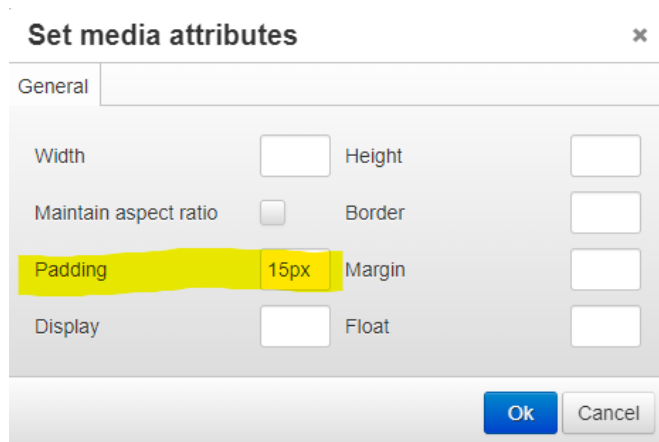 Set media attributes ×
General
Width Height
Maintain aspect ratio Border
Padding 15px Margin
Display Float
Ok Cancel